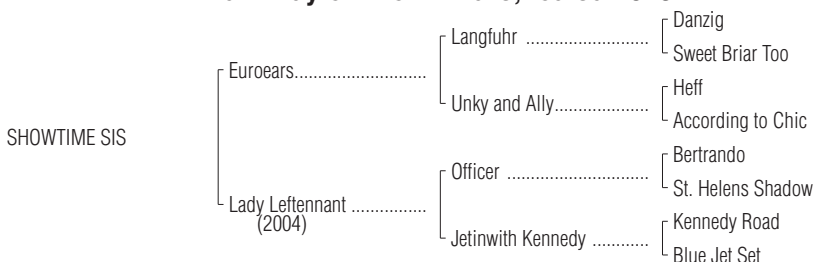 Danzig
Langfuhr
Sweet Briar Too
Euroears
Heff
Unky and Ally
According to Chic
SHOWTIME SIS
Bertrando
Officer
St. Helens Shadow
Lady Leftennant
(2004)
Kennedy Road
Jetinwith Kennedy
Blue Jet Set